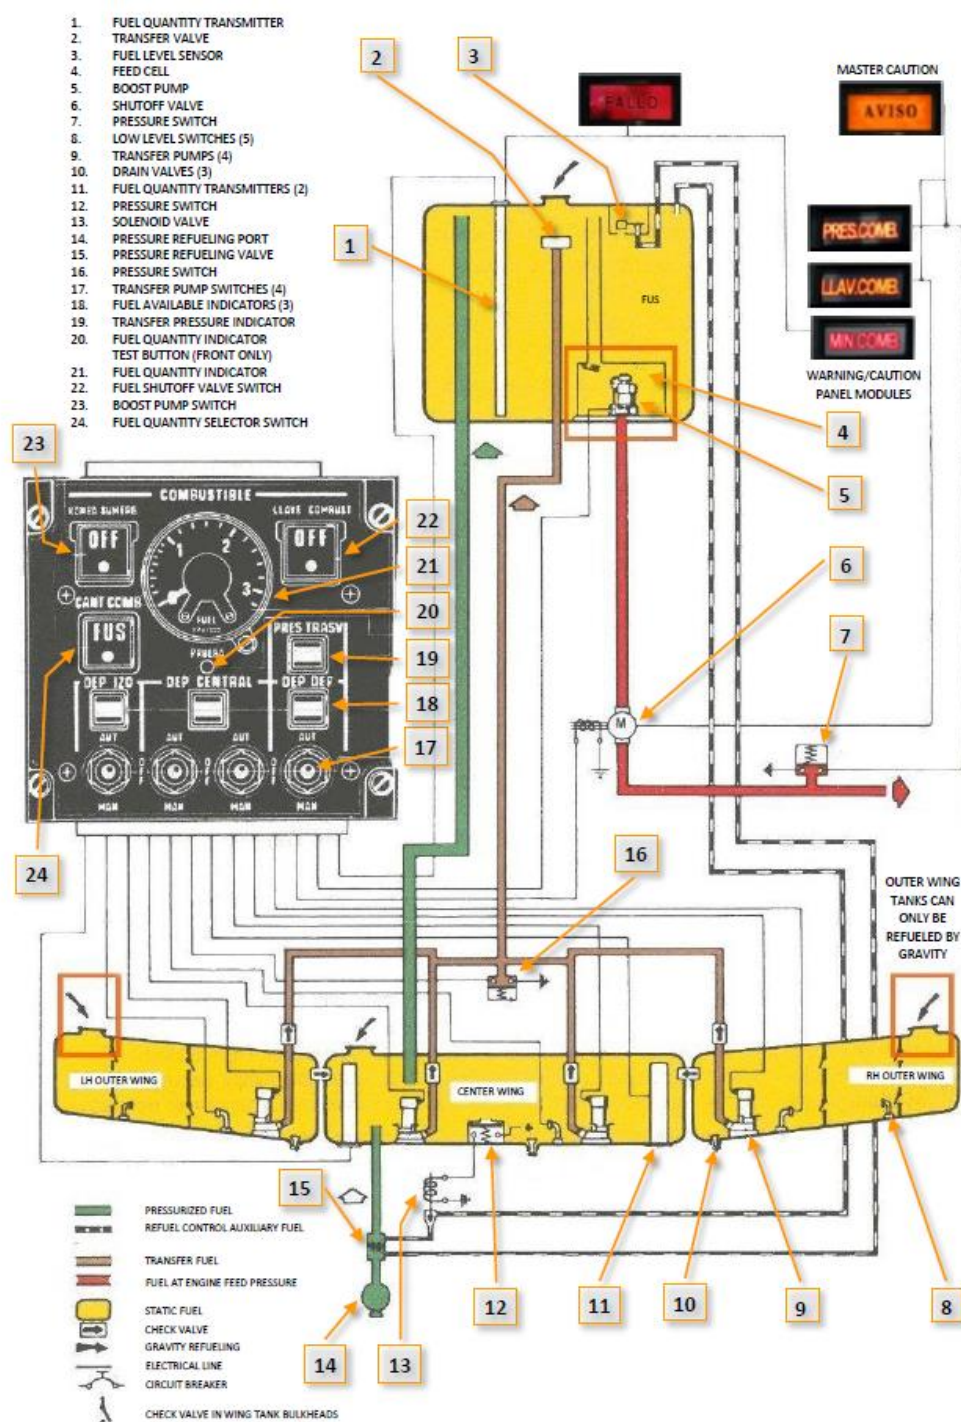 1. FUEL QUANTITY TRANSMITTER
2. TRANSFER VALVE
3. FUEL LEVEL SENSOR
4. FEED CELL
5. BOOST PUMP
6. SHUTOFF VALVE
7. PRESSURE SWITCH
8. LOW LEVEL SWITCHES (5)
9. TRANSFER PUMPS (4)
10. DRAIN VALVES (3)
11. FUEL QUANTITY TRANSMITTERS (2)
12. PRESSURE SWITCH
13. SOLENOID VALVE
14. PRESSURE REFUELING PORT
15. PRESSURE REFUELING VALVE
16. PRESSURE SWITCH
17. TRANSFER PUMP SWITCHES (4)
18. FUEL AVAILABLE INDICATORS (3)
19. TRANSFER PRESSURE INDICATOR
20. FUEL QUANTITY INDICATOR
TEST BUTTON (FRONT ONLY)
21. FUEL QUANTITY INDICATOR
22. FUEL SHUTOFF VALVE SWITCH
23. BOOST PUMP SWITCH
24. FUEL QUANTITY SELECTOR SWITCH
2
3
FALLO
MASTER CAUTION
AVISO
1
FUS
PRES.COMB.
LLAV.COMB.
MIN.COMB
WARNING/CAUTION
PANEL MODULES
4
5
6
7
23
COMBUSTIBLE
LLAVE COMBUST
OFF
OFF
1
2
3
FUEL
22
21
20
CANT COMB
FUS
PRUEBA
PRES TRASV
19
DEP IZQ
DEP CENTRAL
DEP DER
18
AUT
AUT
AUT
AUT
OFF
OFF
OFF
17
MAN
MAN
MAN
MAN
24
16
OUTER WING
TANKS CAN
ONLY BE
REFUELED BY
GRAVITY
LH OUTER WING
CENTER WING
RH OUTER WING
15
14
13
12
11
10
9
8
PRESSURIZED FUEL
REFUEL CONTROL AUXILIARY FUEL
TRANSFER FUEL
FUEL AT ENGINE FEED PRESSURE
STATIC FUEL
CHECK VALVE
GRAVITY REFUELING
ELECTRICAL LINE
CIRCUIT BREAKER
CHECK VALVE IN WING TANK BULKHEADS
M